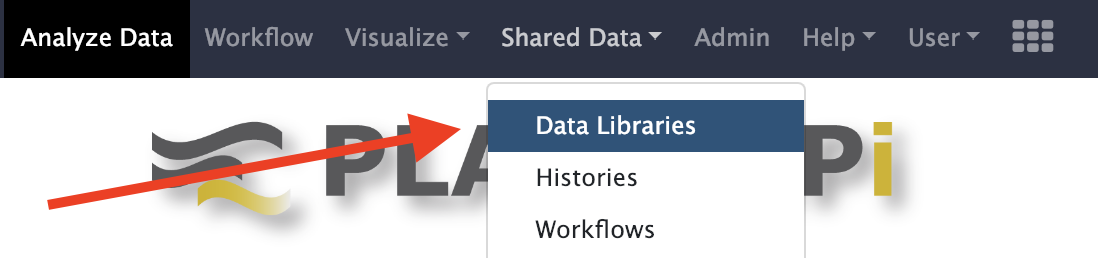 Analyze Data Workflow Visualize Shared Data Admin Help User
Data Libraries
Histories
Workflows